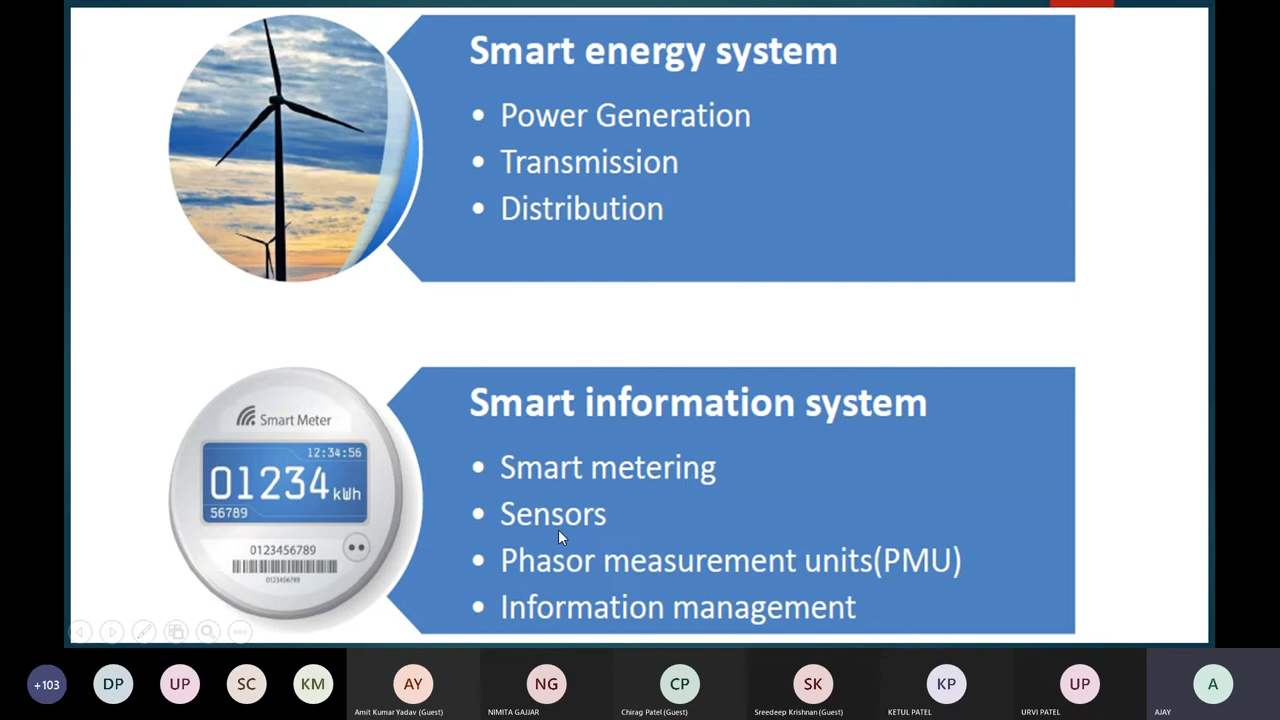 Smart energy system
• Power Generation
• Transmission
• Distribution
Smart Meter
12:34:56
01234 kWh
56789
0123456789
0123456789
Smart information system
• Smart metering
• Sensors
• Phasor measurement units(PMU)
• Information management
+103
DP
UP
SC
KM
AY
Amit Kumar Yadav (Guest)
NG
NIMITA GAJJAR
CP
Chirag Patel (Guest)
SK
Sreedeep Krishnan (Guest)
KP
KETUL PATEL
UP
URVI PATEL
A
AJAY